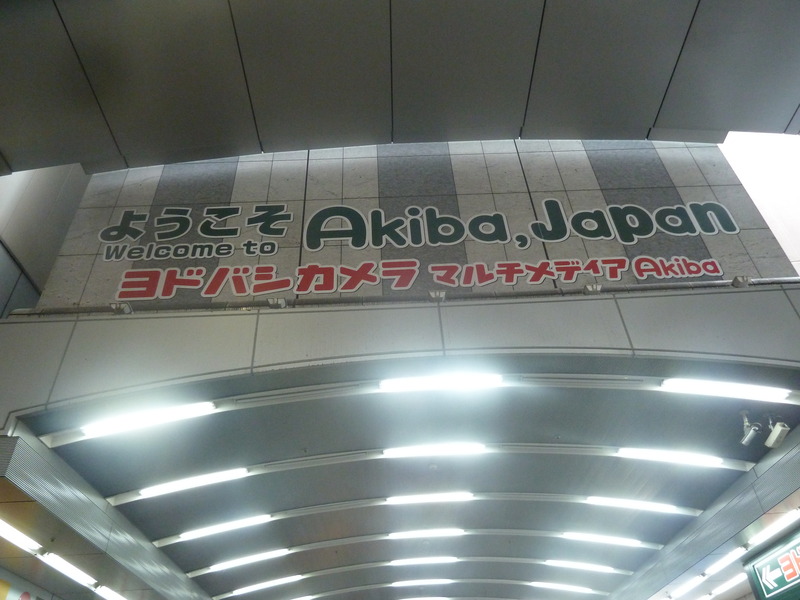 ようこそ Akiba, Japan
Welcome to
ヨドバシカメラ マルチメディア Akiba